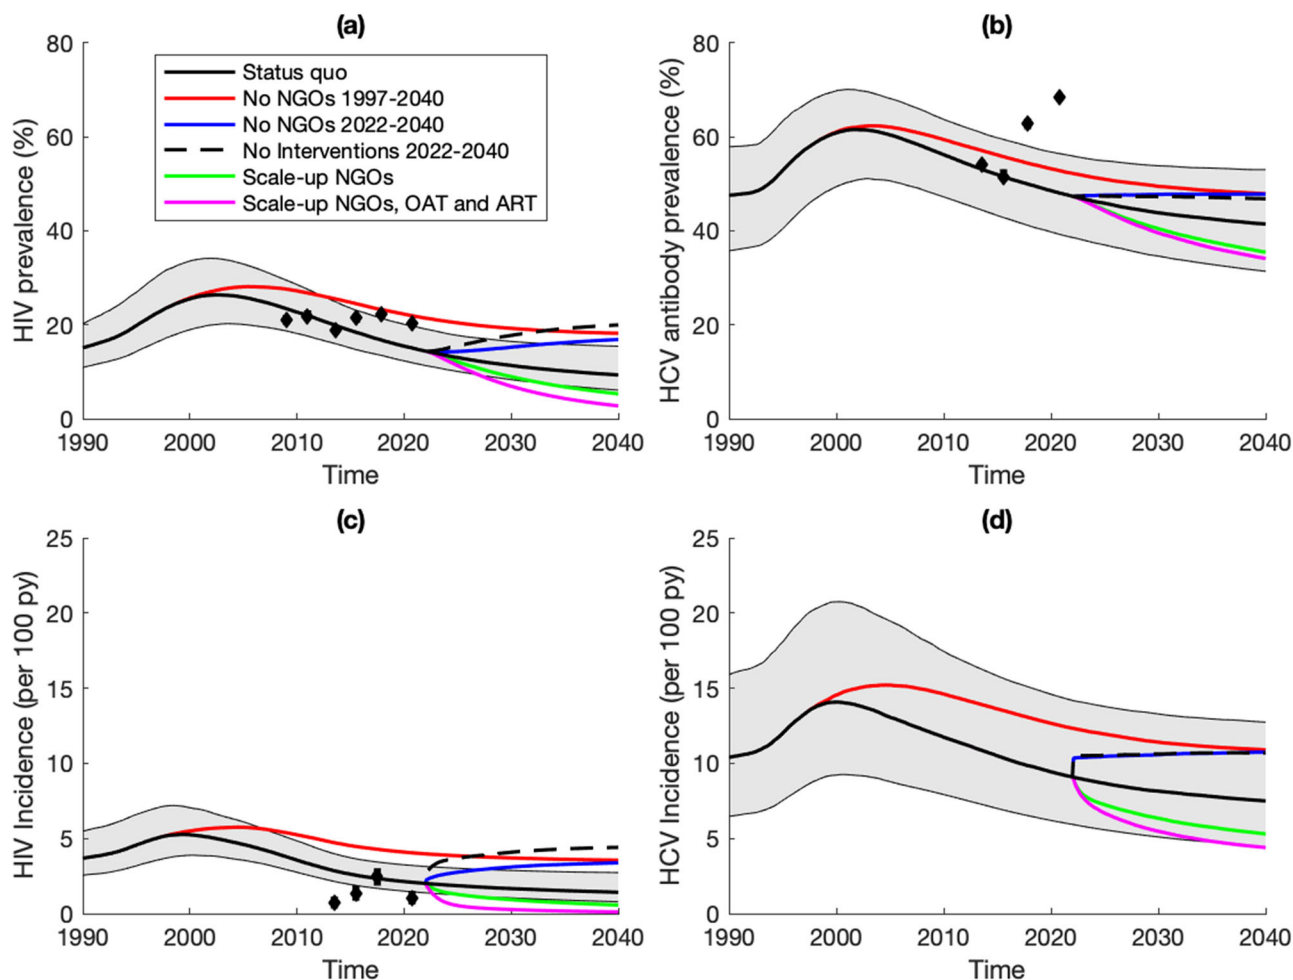 (a)
HIV prevalence (%)
80
60
40
20
0
Status quo
No NGOs 1997-2040
No NGOs 2022-2040
No Interventions 2022-2040
Scale-up NGOs
Scale-up NGOs, OAT and ART
1990 2000 2010 2020 2030 2040
Time
(b)
HCV antibody prevalence (%)
80
60
40
20
0
1990 2000 2010 2020 2030 2040
Time
(c)
HIV Incidence (per 100 py)
25
20
15
10
5
0
1990 2000 2010 2020 2030 2040
Time
(d)
HCV Incidence (per 100 py)
25
20
15
10
5
0
1990 2000 2010 2020 2030 2040
Time